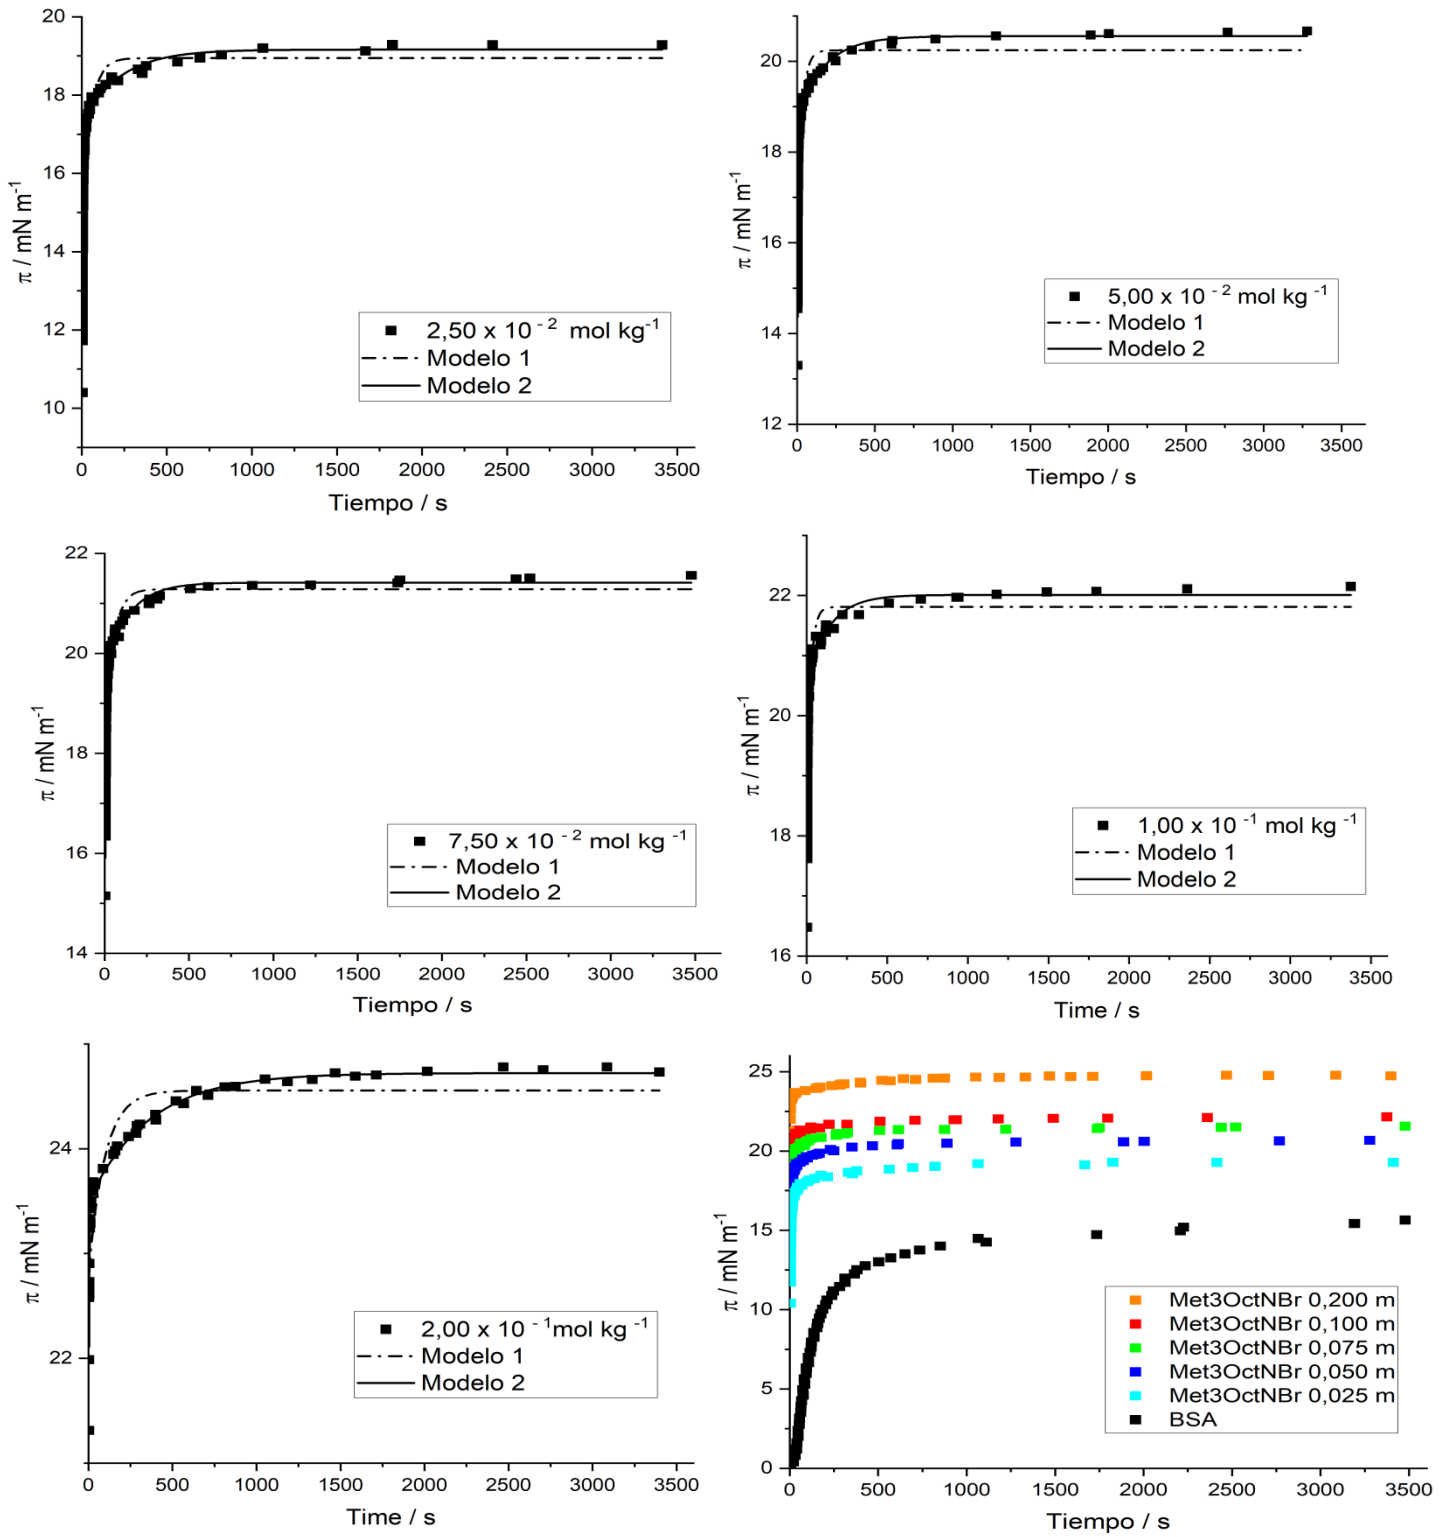 20
18
16
14
12
10
π / mN m⁻¹
2,50 x 10⁻² mol kg⁻¹
Modelo 1
Modelo 2
0 500 1000 1500 2000 2500 3000 3500
Tiempo / s
20
18
16
14
12
π / mN m⁻¹
5,00 x 10⁻² mol kg⁻¹
Modelo 1
Modelo 2
0 500 1000 1500 2000 2500 3000 3500
Tiempo / s
22
20
18
16
14
π / mN m⁻¹
7,50 x 10⁻² mol kg⁻¹
Modelo 1
Modelo 2
0 500 1000 1500 2000 2500 3000 3500
Tiempo / s
22
20
18
16
π / mN m⁻¹
1,00 x 10⁻¹ mol kg⁻¹
Modelo 1
Modelo 2
0 500 1000 1500 2000 2500 3000 3500
Time / s
24
22
π / mN m⁻¹
2,00 x 10⁻¹mol kg⁻¹
Modelo 1
Modelo 2
0 500 1000 1500 2000 2500 3000 3500
Time / s
25
20
15
10
5
0
π / mN m⁻¹
Met3OctNBr 0,200 m
Met3OctNBr 0,100 m
Met3OctNBr 0,075 m
Met3OctNBr 0,050 m
Met3OctNBr 0,025 m
BSA
0 500 1000 1500 2000 2500 3000 3500
Tiempo / s